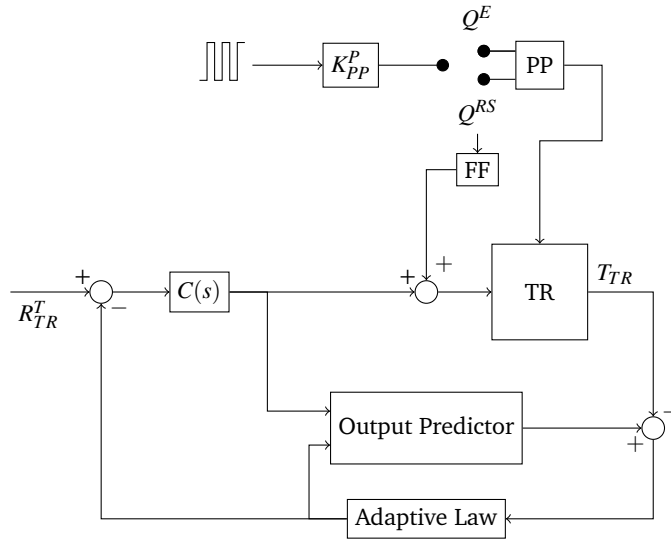 Q^E
K_{PP}^P
PP
Q^{RS}
FF
+
+
+
C(s)
TR
T_{TR}
R_{TR}^T
−
−
Output Predictor
+
Adaptive Law